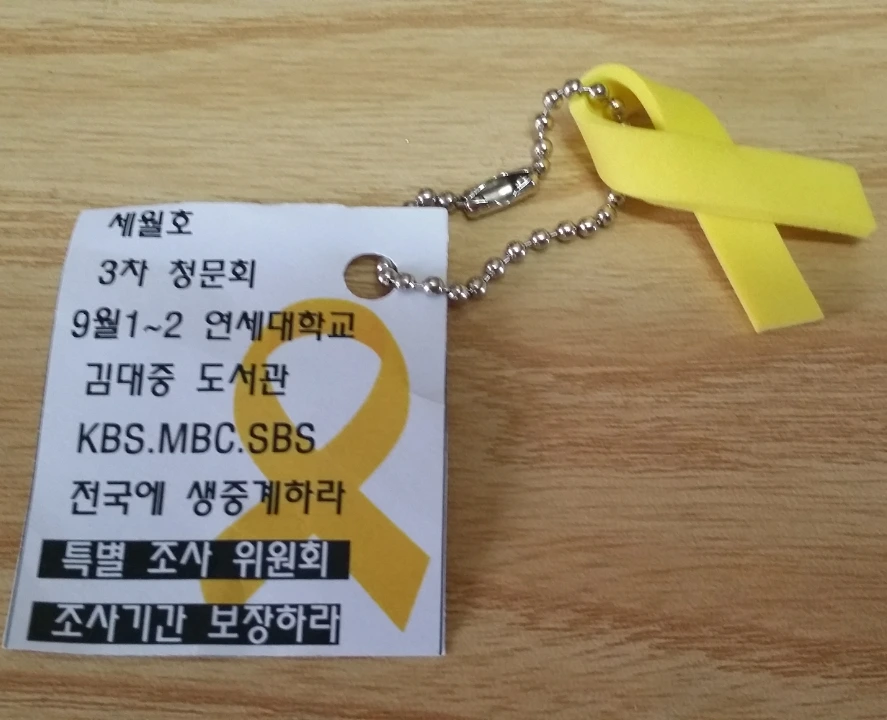 세월호
3차 청문회
9월1~2 연세대학교
김대중 도서관
KBS.MBC.SBS
전국에 생중계하라
특별 조사 위원회
조사기간 보장하라